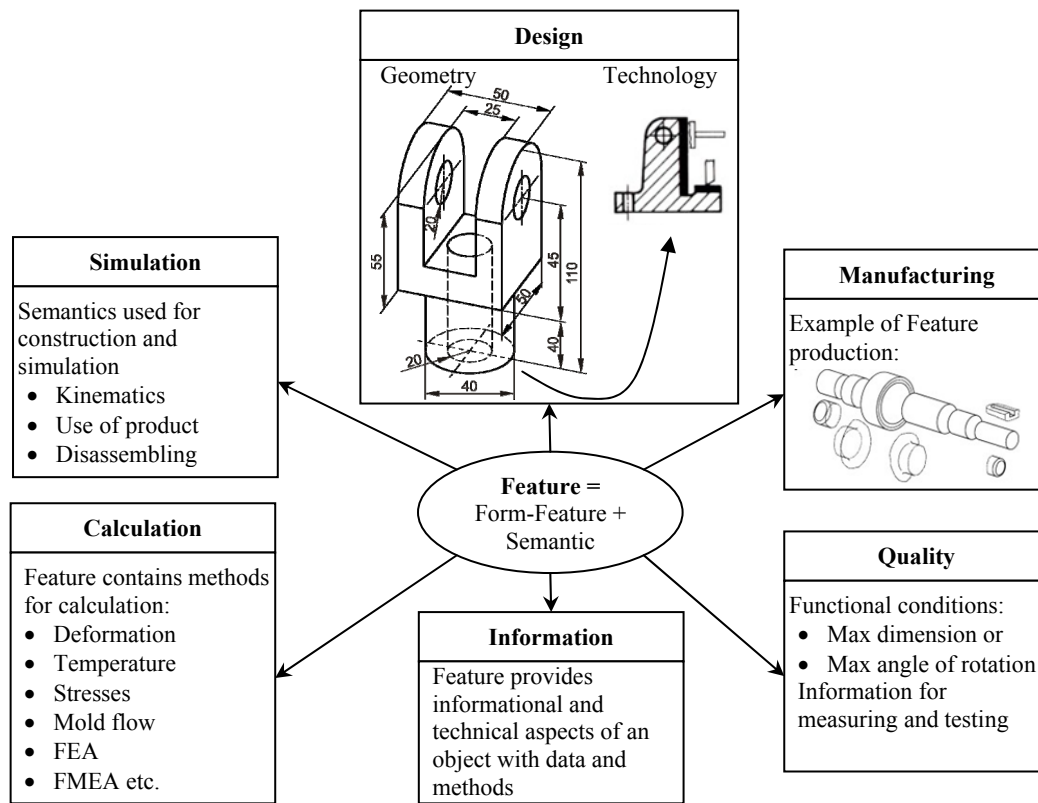 Design
Geometry
Technology
50
25
20
55
45
110
50
40
20
40
Simulation
Semantics used for
construction and
simulation
• Kinematics
• Use of product
• Disassembling
Manufacturing
Example of Feature
production:
Feature =
Form-Feature +
Semantic
Calculation
Feature contains methods
for calculation:
• Deformation
• Temperature
• Stresses
• Mold flow
• FEA
• FMEA etc.
Information
Feature provides
informational and
technical aspects of an
object with data and
methods
Quality
Functional conditions:
• Max dimension or
• Max angle of rotation
Information for
measuring and testing